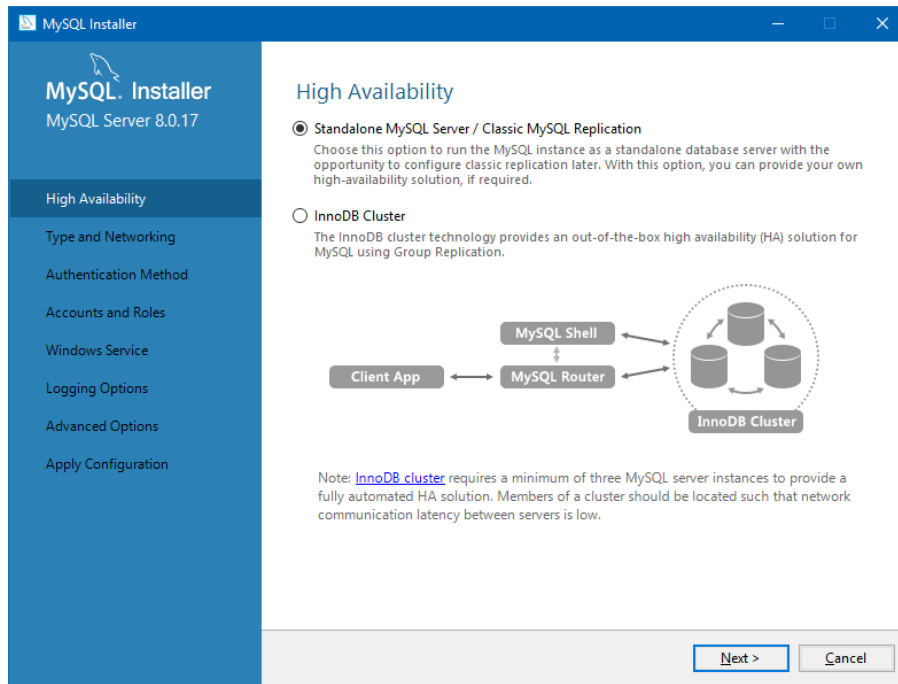 MySQL Installer
MySQL. Installer
MySQL Server 8.0.17
High Availability
Type and Networking
Authentication Method
Accounts and Roles
Windows Service
Logging Options
Advanced Options
Apply Configuration
High Availability
Standalone MySQL Server / Classic MySQL Replication
Choose this option to run the MySQL instance as a standalone database server with the
opportunity to configure classic replication later. With this option, you can provide your own
high-availability solution, if required.
InnoDB Cluster
The InnoDB cluster technology provides an out-of-the-box high availability (HA) solution for
MySQL using Group Replication.
MySQL Shell
Client App
MySQL Router
InnoDB Cluster
Note: InnoDB cluster requires a minimum of three MySQL server instances to provide a
fully automated HA solution. Members of a cluster should be located such that network
communication latency between servers is low.
Next >
Cancel